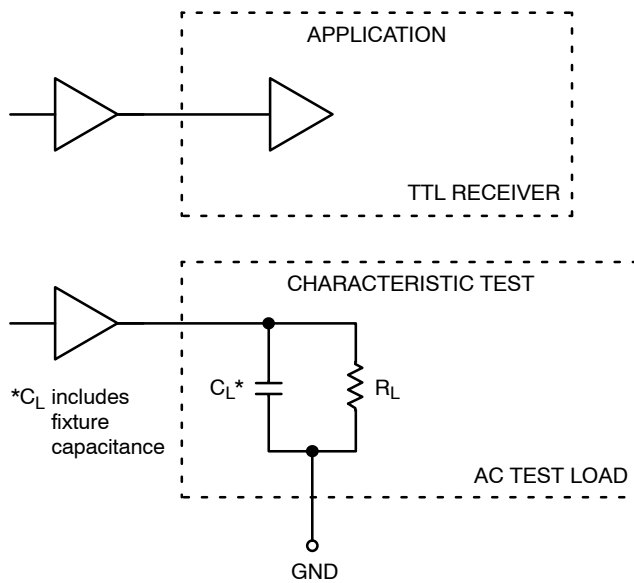 APPLICATION
TTL RECEIVER
CHARACTERISTIC TEST
*CL includes
fixture
capacitance
CL*
RL
AC TEST LOAD
GND